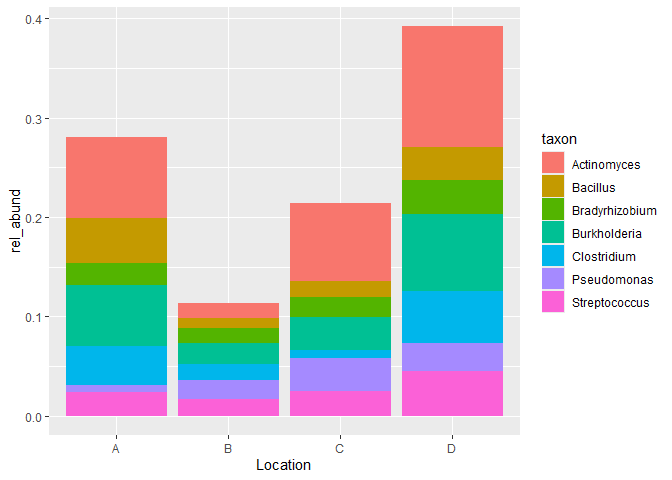 0.4
0.3
0.2
0.1
0.0
rel_abund
A B C D
Location
taxon
Actinomyces
Bacillus
Bradyrhizobium
Burkholderia
Clostridium
Pseudomonas
Streptococcus